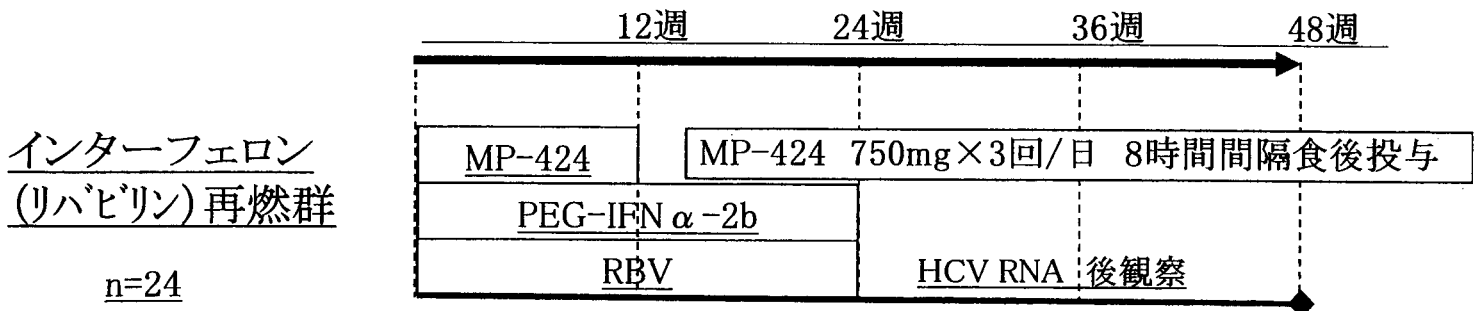 12週 24週 36週 48週
インターフェロン
(リバビリン)再燃群
n=24
MP-424
MP-424 750mg×3回/日 8時間間隔食後投与
PEG-IFNα-2b
RBV
HCV RNA 後観察